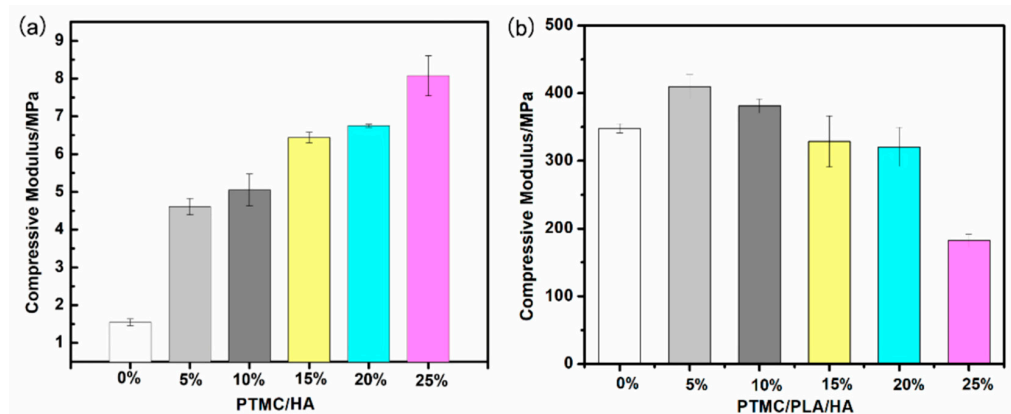 (a)
Compressive Modulus/MPa
9
8
7
6
5
4
3
2
1
0% 5% 10% 15% 20% 25%
PTMC/HA
(b)
Compressive Modulus/MPa
500
400
300
200
100
0
0% 5% 10% 15% 20% 25%
PTMC/PLA/HA